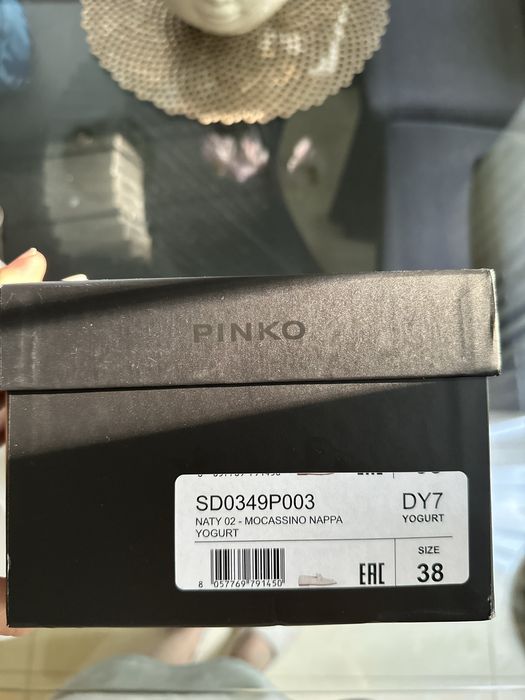 PINKO
SD0349P003
DY7
NATY 02 - MOCASSINO NAPPA
YOGURT
YOGURT
SIZE
38
EAC
8 057769 791450